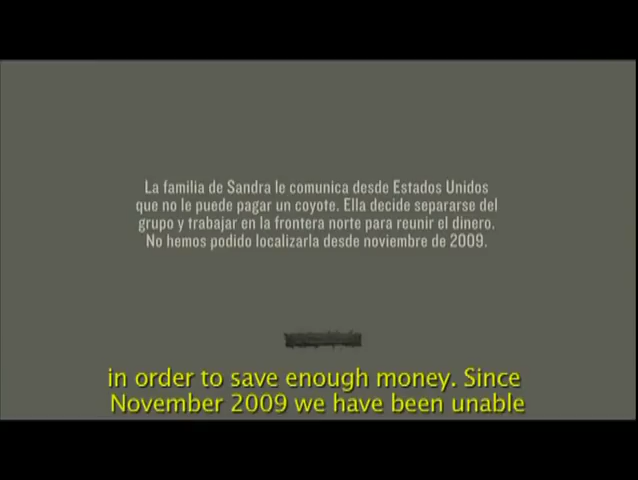 La familia de Sandra le comunica desde Estados Unidos
que no le puede pagar un coyote. Ella decide separarse del
grupo y trabajar en la frontera norte para reunir el dinero.
No hemos podido localizarla desde noviembre de 2009.
in order to save enough money. Since
November 2009 we have been unable